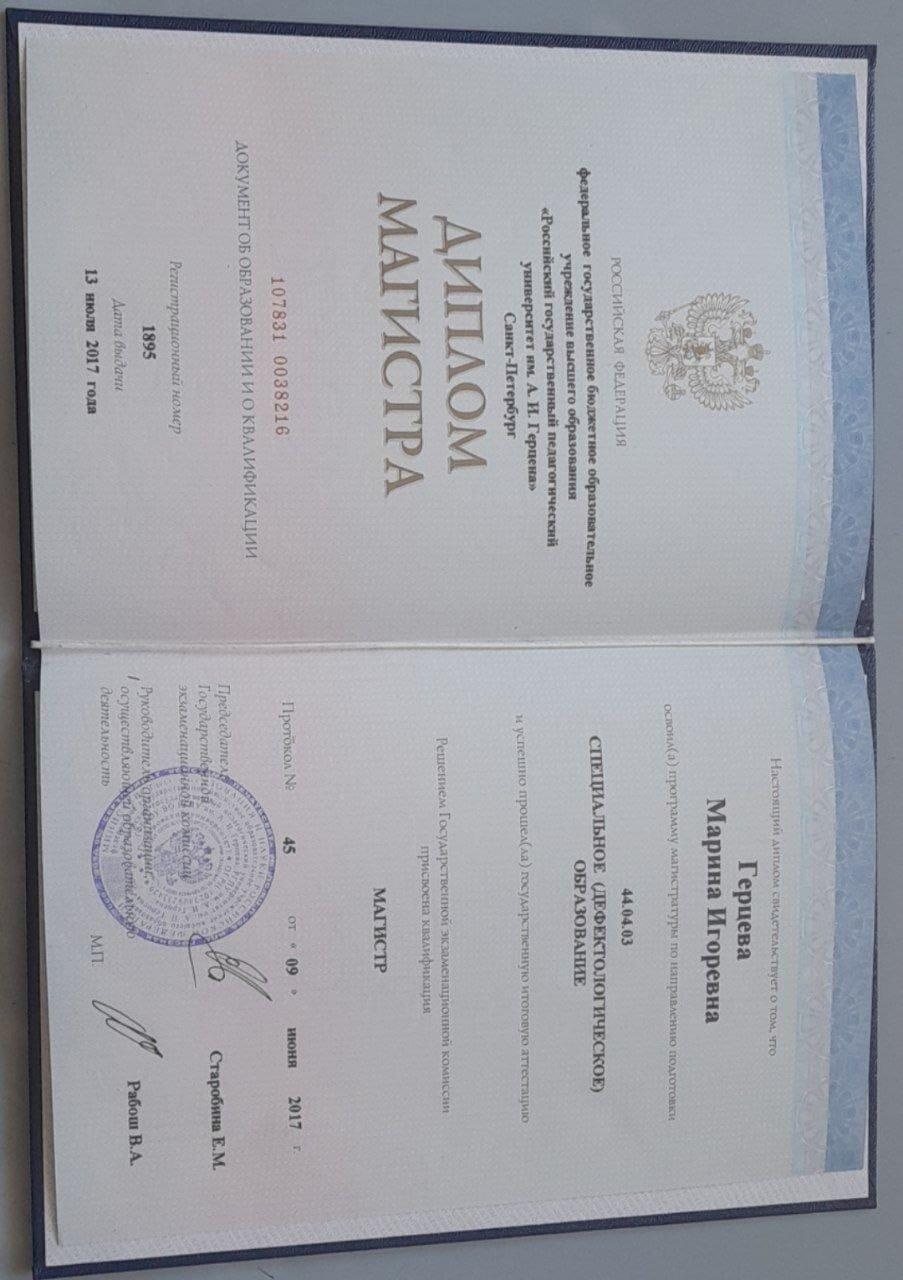 РОССИЙСКАЯ ФЕДЕРАЦИЯ
федеральное государственное бюджетное образовательное
учреждение высшего образования
«Российский государственный педагогический
университет им. А. И. Герцена»
Санкт-Петербург
ДИПЛОМ
МАГИСТРА
107831 0038216
ДОКУМЕНТ ОБ ОБРАЗОВАНИИ И О КВАЛИФИКАЦИИ
Регистрационный номер
1895
Дата выдачи
13 июля 2017 года
Настоящий диплом свидетельствует о том, что
Герцева
Марина Игоревна
освоил(а) программу магистратуры по направлению подготовки
44.04.03
СПЕЦИАЛЬНОЕ (ДЕФЕКТОЛОГИЧЕСКОЕ)
ОБРАЗОВАНИЕ
и успешно прошел(ла) государственную итоговую аттестацию
Решением Государственной экзаменационной комиссии
присвоена квалификация
МАГИСТР
Протокол № 45 от « 09 » июня 2017 г.
Председатель
Государственной
экзаменационной комиссии
Старобина Е.М.
Руководитель организации,
осуществляющей образовательную
деятельность
Рабош В.А.
М.П.